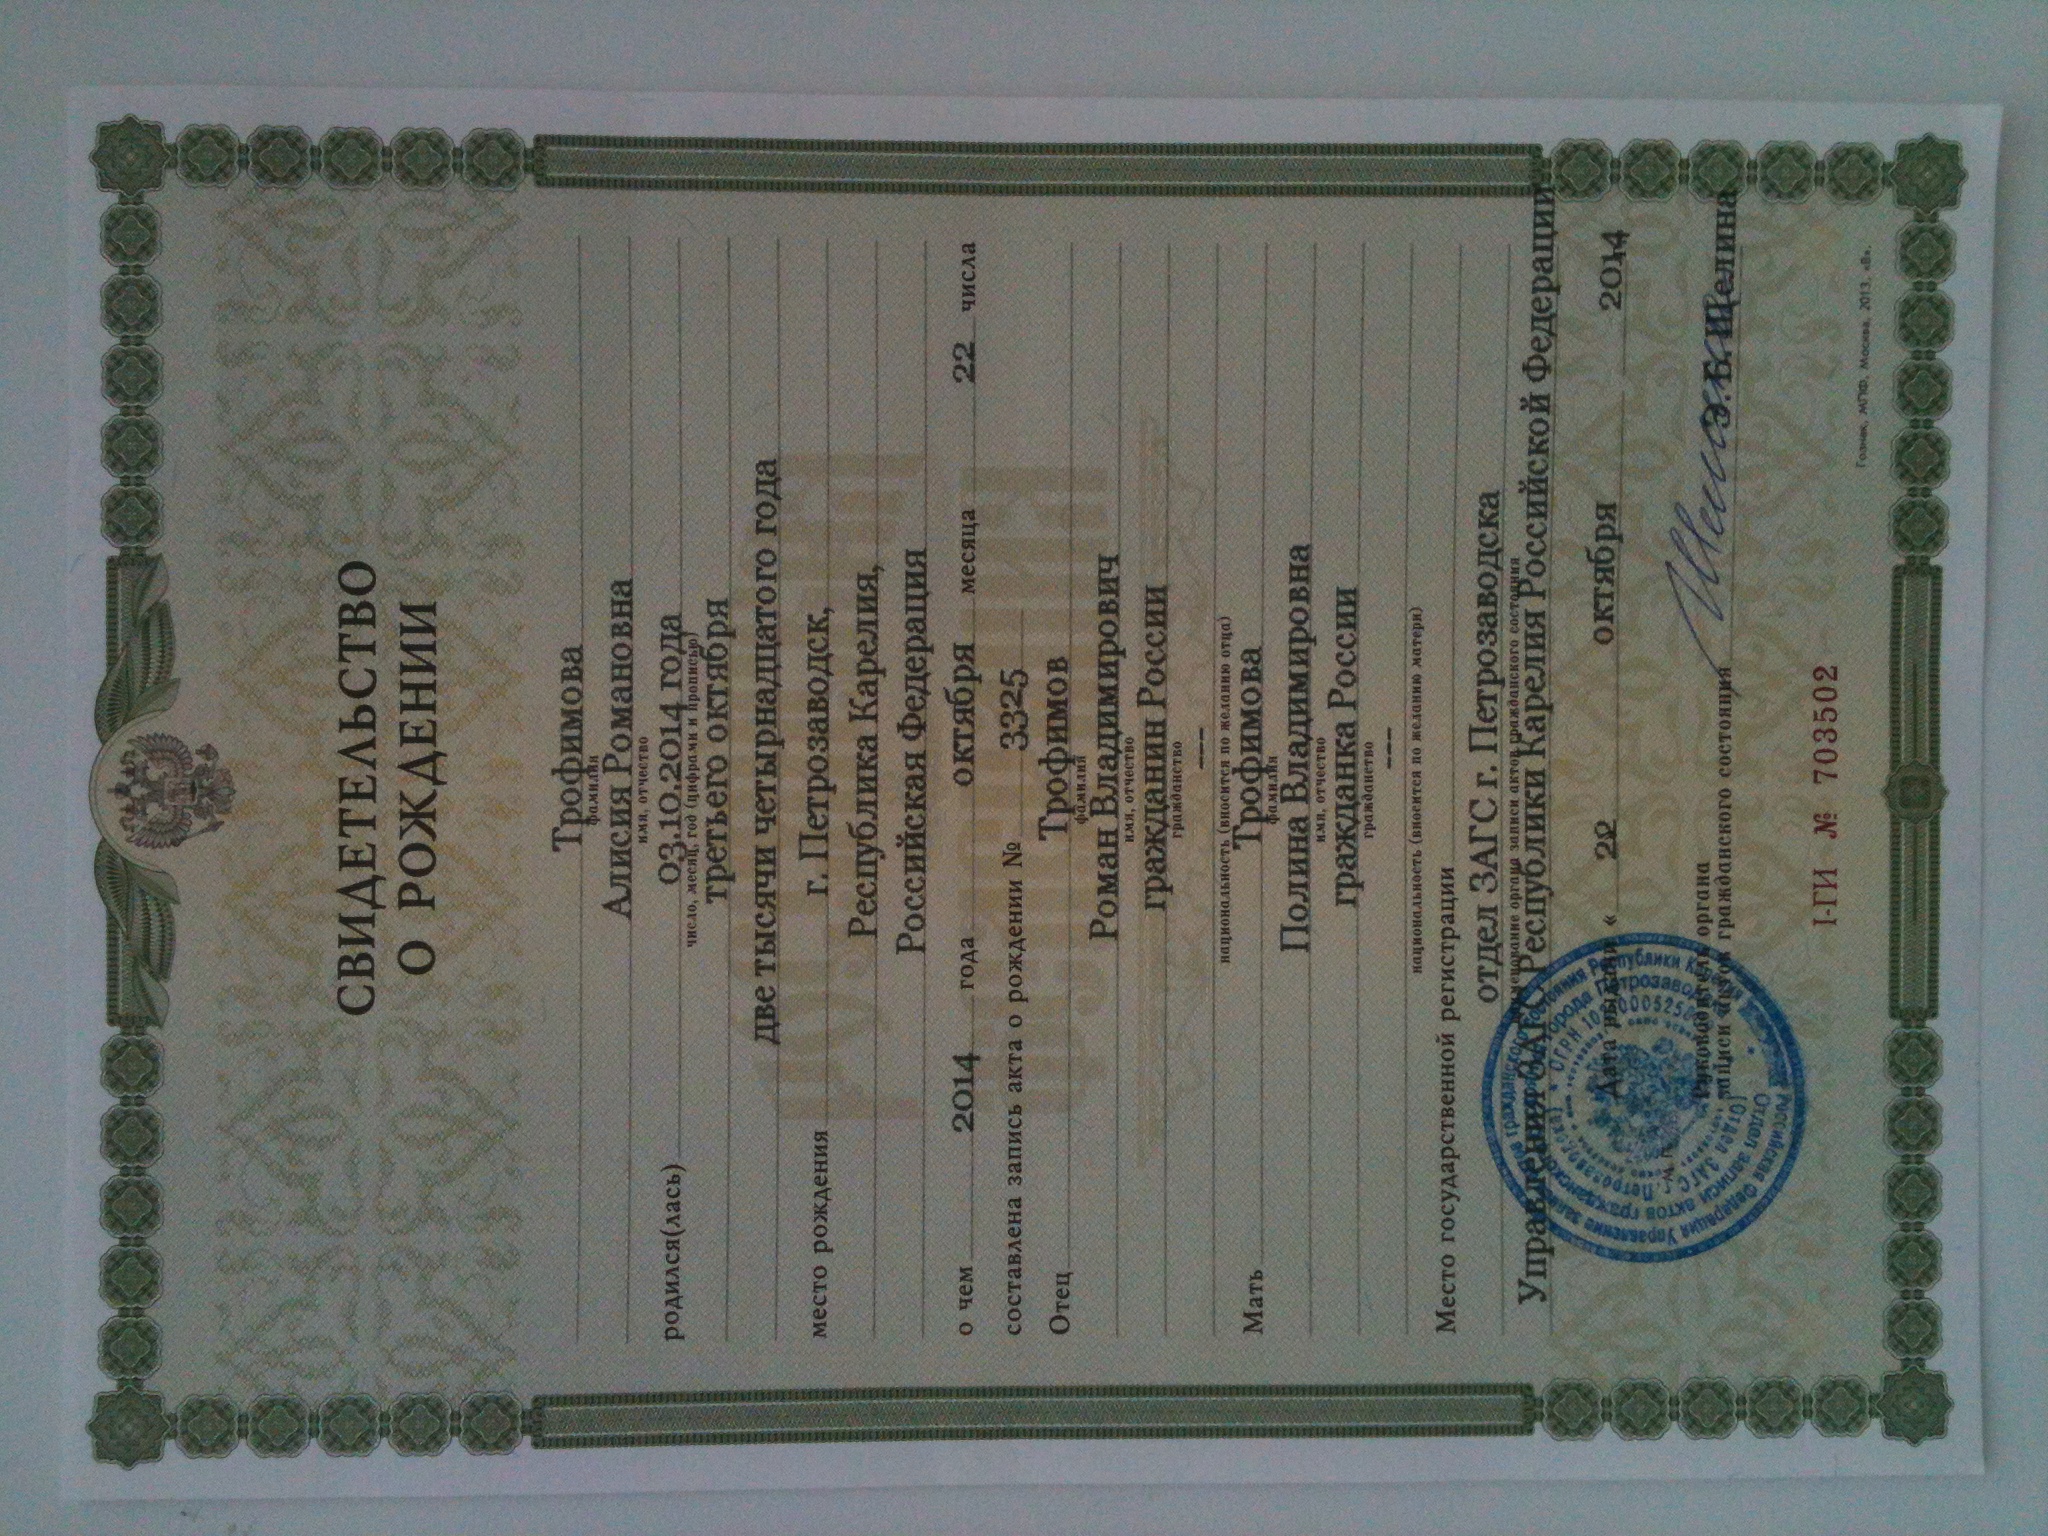 СВИДЕТЕЛЬСТВО
О РОЖДЕНИИ
Трофимова
фамилия
Алисия Романовна
имя, отчество
родился(лась) 03.10.2014 года
число, месяц, год (цифрами и прописью)
третьего октября
две тысячи четырнадцатого года
место рождения г. Петрозаводск,
Республика Карелия,
Российская Федерация
о чем 2014 года октября месяца 22 числа
составлена запись акта о рождении № 3325
Отец Трофимов
фамилия
Роман Владимирович
имя, отчество
гражданин России
гражданство
---
национальность (вносится по желанию отца)
Мать Трофимова
фамилия
Полина Владимировна
имя, отчество
гражданка России
гражданство
---
национальность (вносится по желанию матери)
Место государственной регистрации
отдел ЗАГС г. Петрозаводска
наименование органа записи актов гражданского состояния
Управления ЗАГС Республики Карелия Российской Федерации
Дата выдачи « 22 октября 2014
М.П.
Руководитель органа
записи актов гражданского состояния Э. Б. Щелина
I-ГИ № 703502
Гознак, МПФ, Москва, 2013, «В».